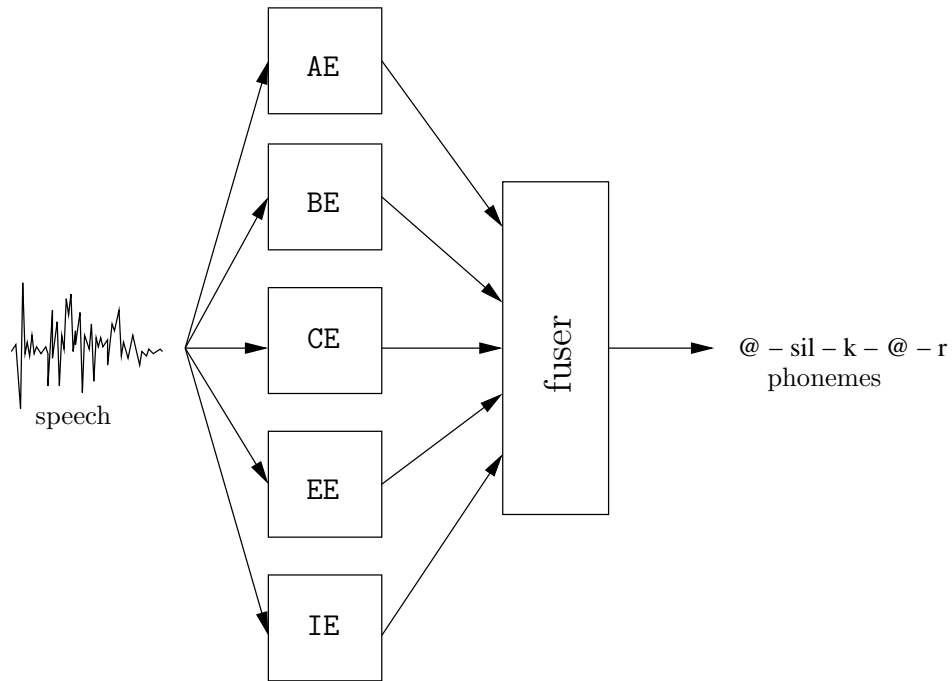 AE
BE
CE
EE
IE
speech
fuser
@ – sil – k – @ – r
phonemes